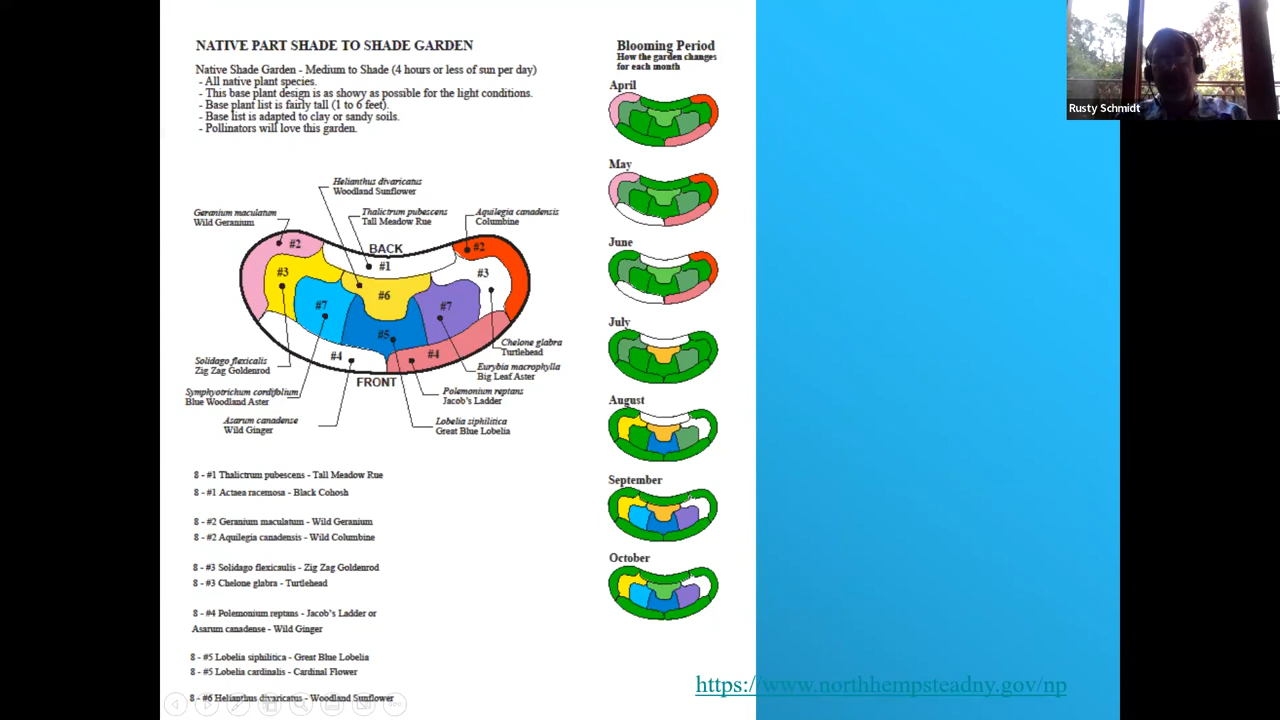 NATIVE PART SHADE TO SHADE GARDEN
Native Shade Garden - Medium to Shade (4 hours or less of sun per day)
- All native plant species.
- This base plant design is as showy as possible for the light conditions.
- Base plant list is fairly tall (1 to 6 feet).
- Base list is adapted to clay or sandy soils.
- Pollinators will love this garden.
Helianthus divaricatus
Woodland Sunflower
Geranium maculatum
Wild Geranium
Thalictrum pubescens
Tall Meadow Rue
Aquilegia canadensis
Columbine
BACK
#2
#1
#2
#3
#6
#3
#7
#5
#7
#4
#4
FRONT
Chelone glabra
Turtlehead
Solidago flexicalis
Zig Zag Goldenrod
Eurybia macrophylla
Big Leaf Aster
Symphyotrichum cordifolium
Blue Woodland Aster
Polemonium reptans
Jacob's Ladder
Asarum canadense
Wild Ginger
Lobelia siphilitica
Great Blue Lobelia
8 - #1 Thalictrum pubescens - Tall Meadow Rue
8 - #1 Actaea racemosa - Black Cohosh
8 - #2 Geranium maculatum - Wild Geranium
8 - #2 Aquilegia canadensis - Wild Columbine
8 - #3 Solidago flexicaulis - Zig Zag Goldenrod
8 - #3 Chelone glabra - Turtlehead
8 - #4 Polemonium reptans - Jacob's Ladder or
Asarum canadense - Wild Ginger
8 - #5 Lobelia siphilitica - Great Blue Lobelia
8 - #5 Lobelia cardinalis - Cardinal Flower
8 - #6 Helianthus divaricatus - Woodland Sunflower
Blooming Period
How the garden changes
for each month
April
May
June
July
August
September
October
https://www.northhempsteadny.gov/np
Rusty Schmidt